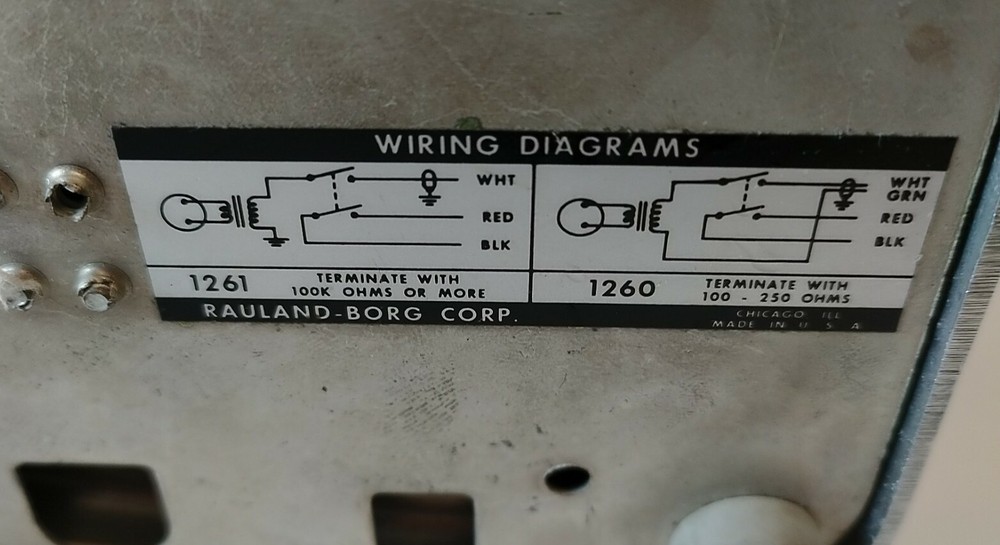 WIRING DIAGRAMS
WHT
RED
BLK
1261
TERMINATE WITH
100K OHMS OR MORE
WHT
GRN
RED
BLK
1260
TERMINATE WITH
100 - 250 OHMS
RAULAND-BORG CORP.
CHICAGO ILL
MADE IN U S A